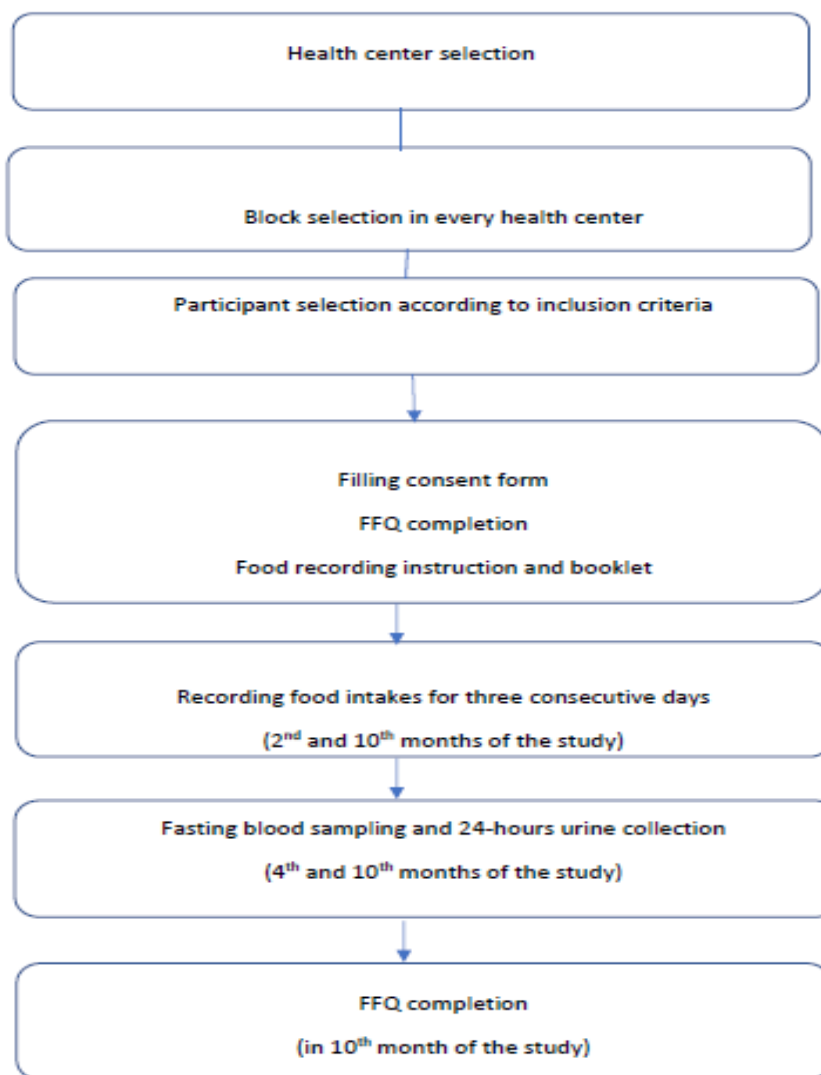 Health center selection
Block selection in every health center
Participant selection according to inclusion criteria
Filling consent form
FFQ completion
Food recording instruction and booklet
Recording food intakes for three consecutive days
(2nd and 10th months of the study)
Fasting blood sampling and 24-hours urine collection
(4th and 10th months of the study)
FFQ completion
(in 10th month of the study)